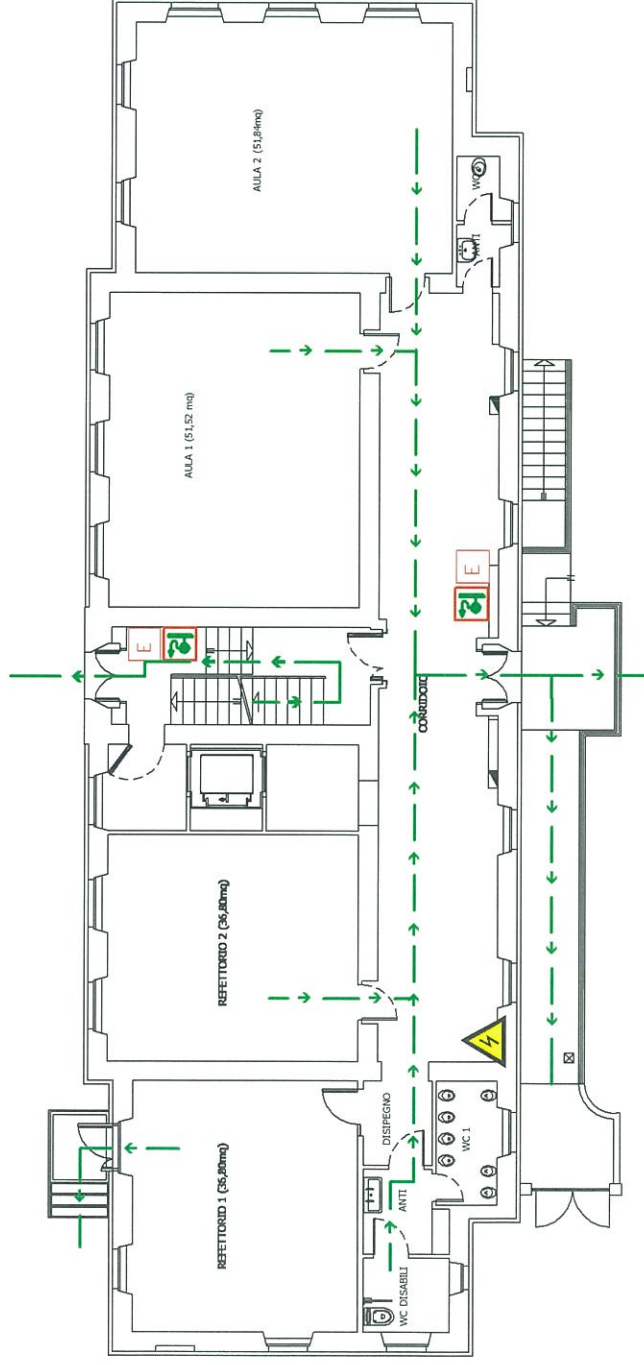 REFETTORIO 1 (36,80mq)
REFETTORIO 2 (36,80mq)
AULA 1 (51,52 mq)
AULA 2 (51,84mq)
E
E
CORRIDOIO
DISIPEGNO
ANTI
WC DISABILI
WC 1
ANTI
WC